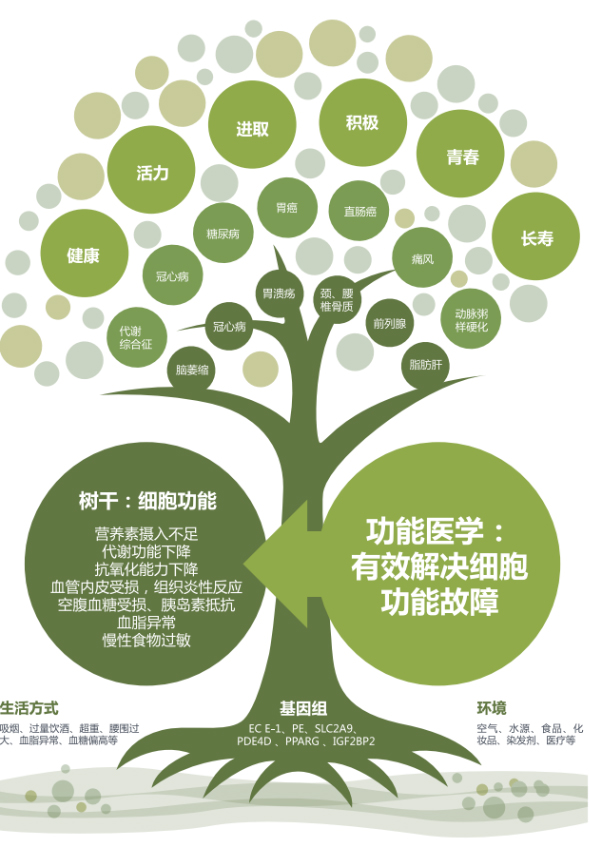 进取
积极
活力
青春
健康
长寿
胃癌
直肠癌
糖尿病
痛风
冠心病
胃溃疡
颈、腰
椎骨质
代谢
综合征
冠心病
前列腺
动脉粥
样硬化
脑萎缩
脂肪肝
树干：细胞功能
营养素摄入不足
代谢功能下降
抗氧化能力下降
血管内皮受损，组织炎性反应
空腹血糖受损、胰岛素抵抗
血脂异常
慢性食物过敏
功能医学：
有效解决细胞
功能故障
生活方式
吸烟、过量饮酒、超重、腰围过
大、血脂异常、血糖偏高等
基因组
EC E-1、PE、SLC2A9、
PDE4D 、PPARG 、IGF2BP2
环境
空气、水源、食品、化
妆品、染发剂、医疗等